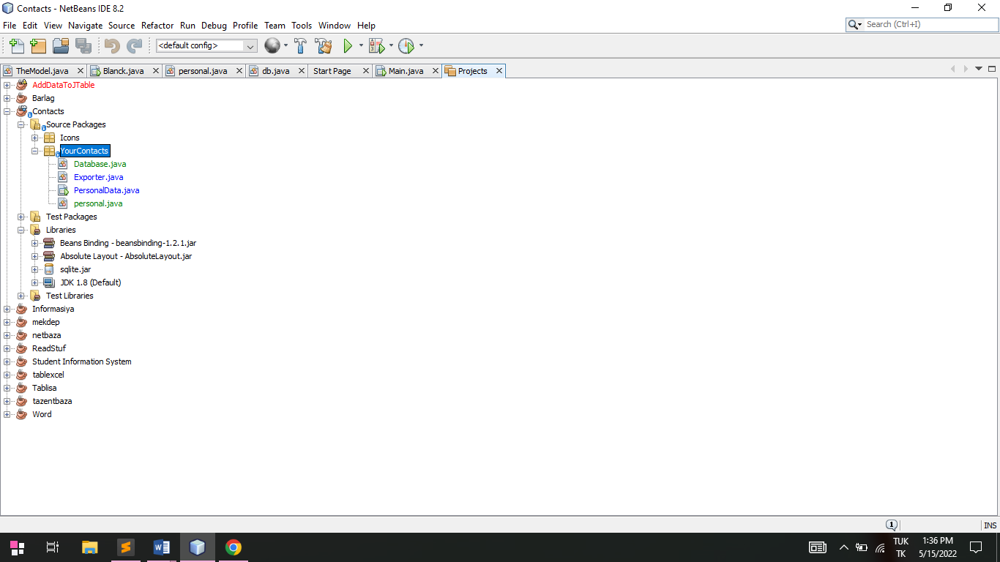 Contacts - NetBeans IDE 8.2
File Edit View Navigate Source Refactor Run Debug Profile Team Tools Window Help
Search (Ctrl+I)
<default config>
TheModel.java Blanck.java personal.java db.java Start Page Main.java Projects
AddDataToJTable
Barlag
Contacts
Source Packages
Icons
YourContacts
Database.java
Exporter.java
PersonalData.java
personal.java
Test Packages
Libraries
Beans Binding - beansbinding-1.2.1.jar
Absolute Layout - AbsoluteLayout.jar
sqlite.jar
JDK 1.8 (Default)
Test Libraries
Informasiya
mekdep
netbaza
ReadStuf
Student Information System
tablexcel
Tablisa
tazentbaza
Word
1 INS
TUK 1:36 PM
TK 5/15/2022